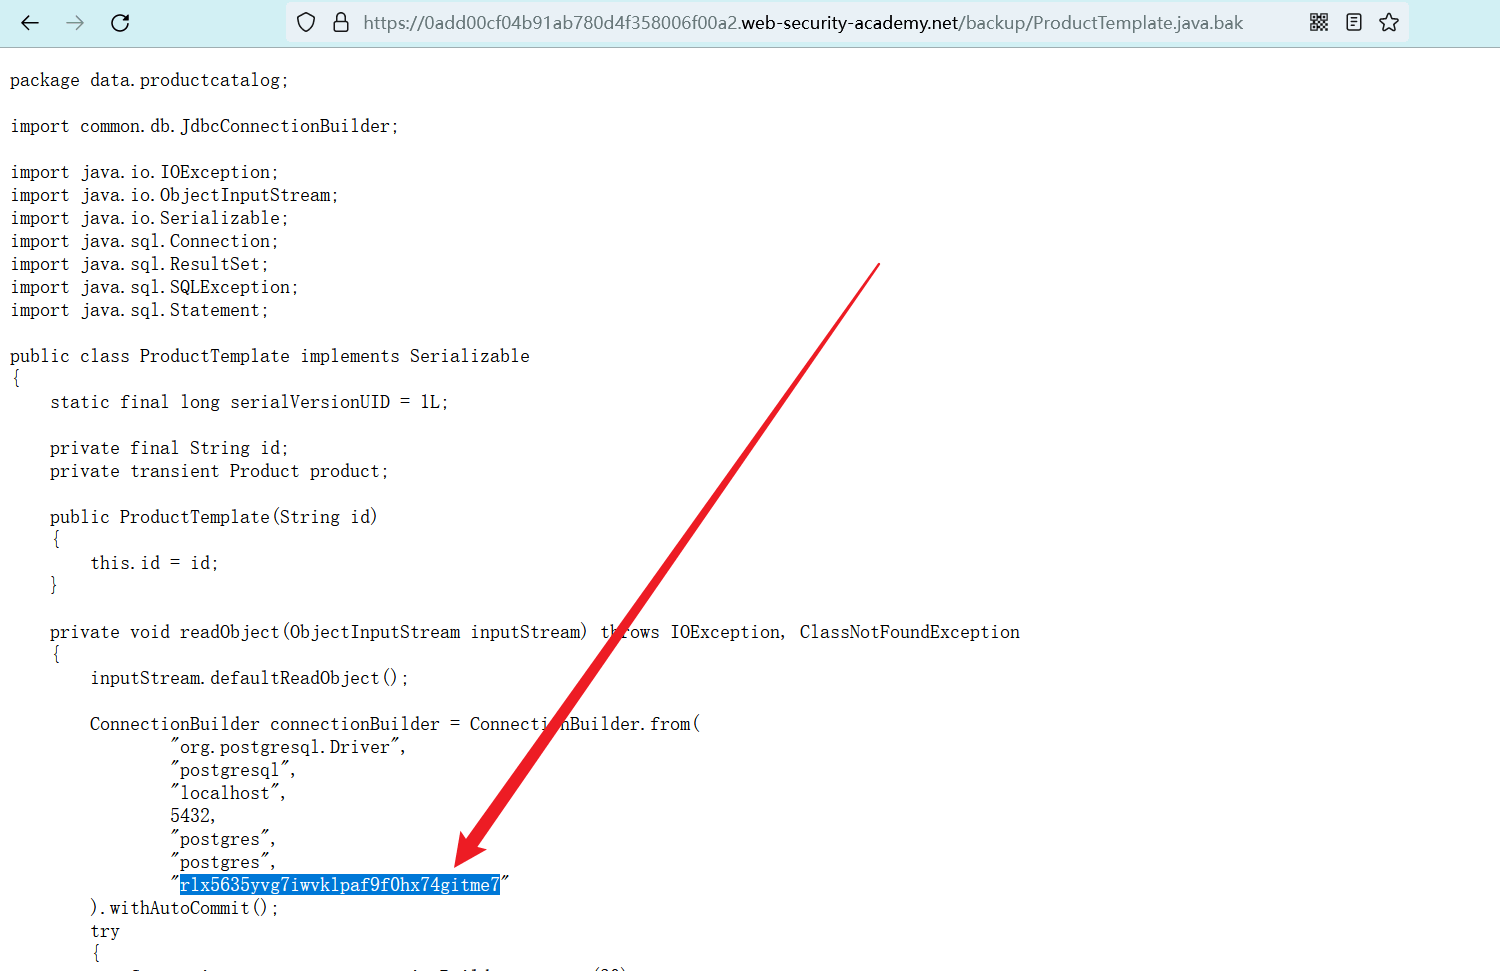 https://0add00cf04b91ab780d4f358006f00a2.web-security-academy.net/backup/ProductTemplate.java.bak
package data.productcatalog;
import common.db.JdbcConnectionBuilder;
import java.io.IOException;
import java.io.ObjectInputStream;
import java.io.Serializable;
import java.sql.Connection;
import java.sql.ResultSet;
import java.sql.SQLException;
import java.sql.Statement;
public class ProductTemplate implements Serializable
{
static final long serialVersionUID = 1L;
private final String id;
private transient Product product;
public ProductTemplate(String id)
{
this.id = id;
}
private void readObject(ObjectInputStream inputStream) throws IOException, ClassNotFoundException
{
inputStream.defaultReadObject();
ConnectionBuilder connectionBuilder = ConnectionBuilder.from(
"org.postgresql.Driver",
"postgresql",
"localhost",
5432,
"postgres",
"postgres",
"rlx5635yvg7iwvklpaf9f0hx74gitme7"
).withAutoCommit();
try
{